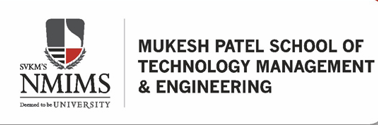 SVKM'S
NMIMS
Deemed to be UNIVERSITY
MUKESH PATEL SCHOOL OF
TECHNOLOGY MANAGEMENT
& ENGINEERING